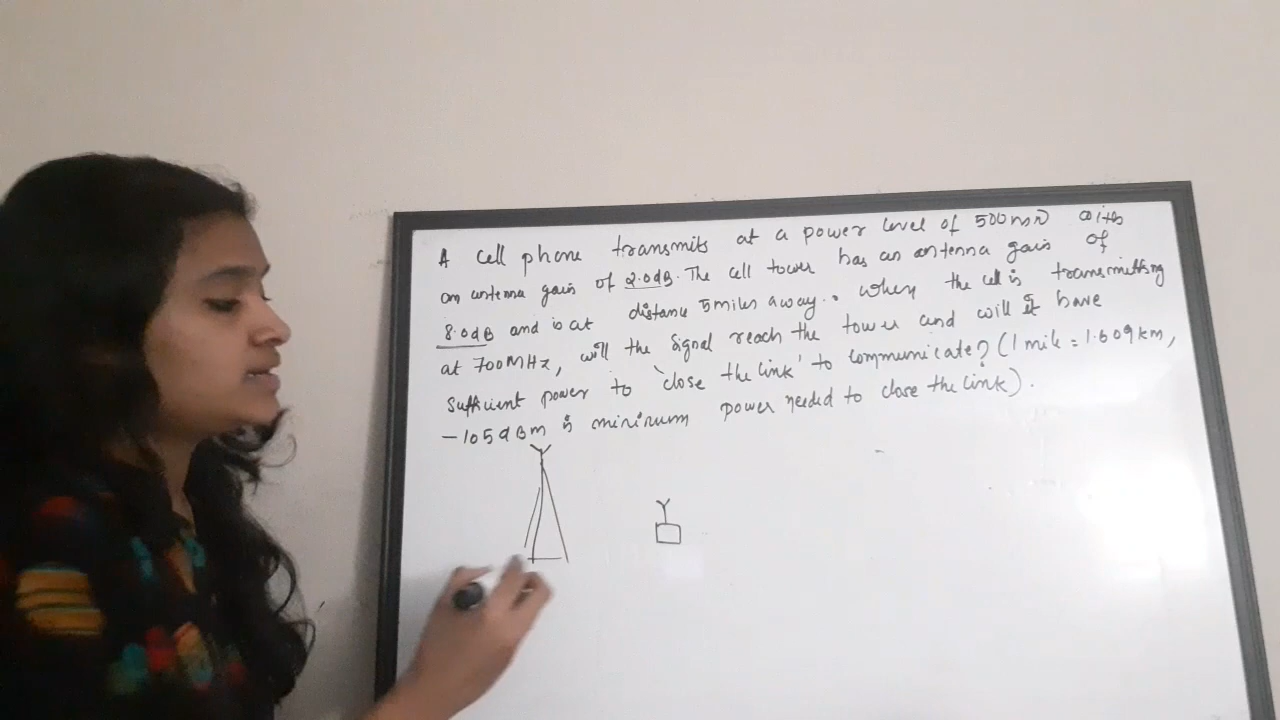 A cell phone transmits at a power level of 500mW with
an antenna gain of 2.0dB. The cell tower has an antenna gain of
8.0dB and is at distance 5miles away. When the cell is transmitting
at 700MHz, will the signal reach the tower and will it have
sufficient power to 'close the link' to communicate? (1 mile = 1.609km,
-105dBm is minimum power needed to close the link).